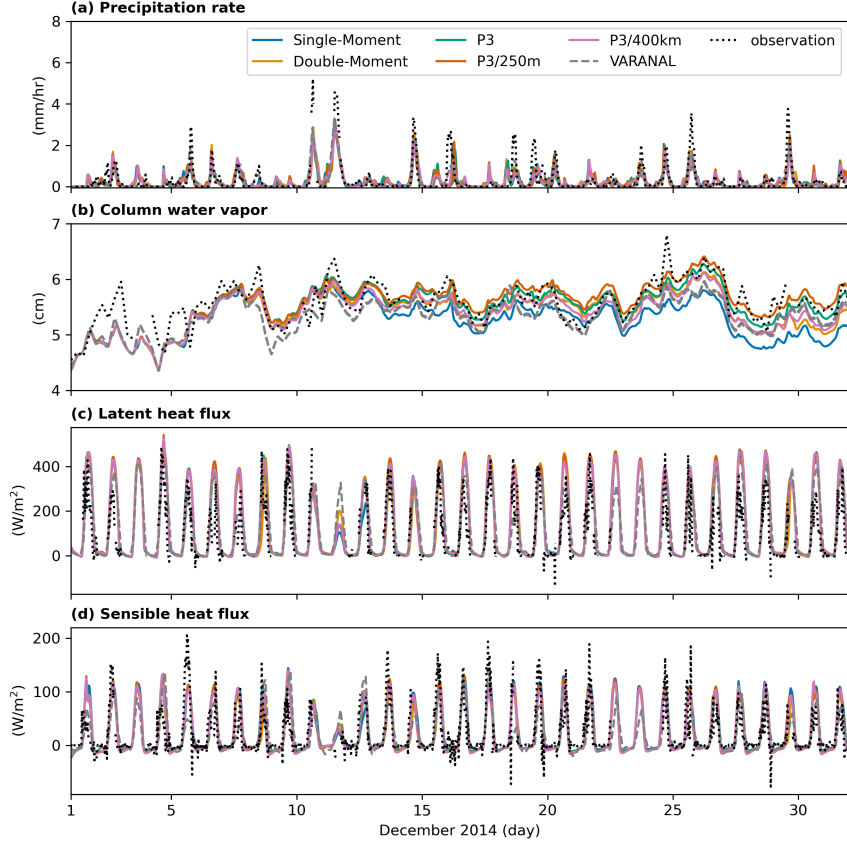 (a) Precipitation rate
8
6
4
2
0
(mm/hr)
Single-Moment
Double-Moment
P3
P3/250m
P3/400km
VARANAL
observation
(b) Column water vapor
7
6
5
4
(cm)
(c) Latent heat flux
400
200
0
(W/m²)
(d) Sensible heat flux
200
100
0
(W/m²)
1
5
10
15
20
25
30
December 2014 (day)